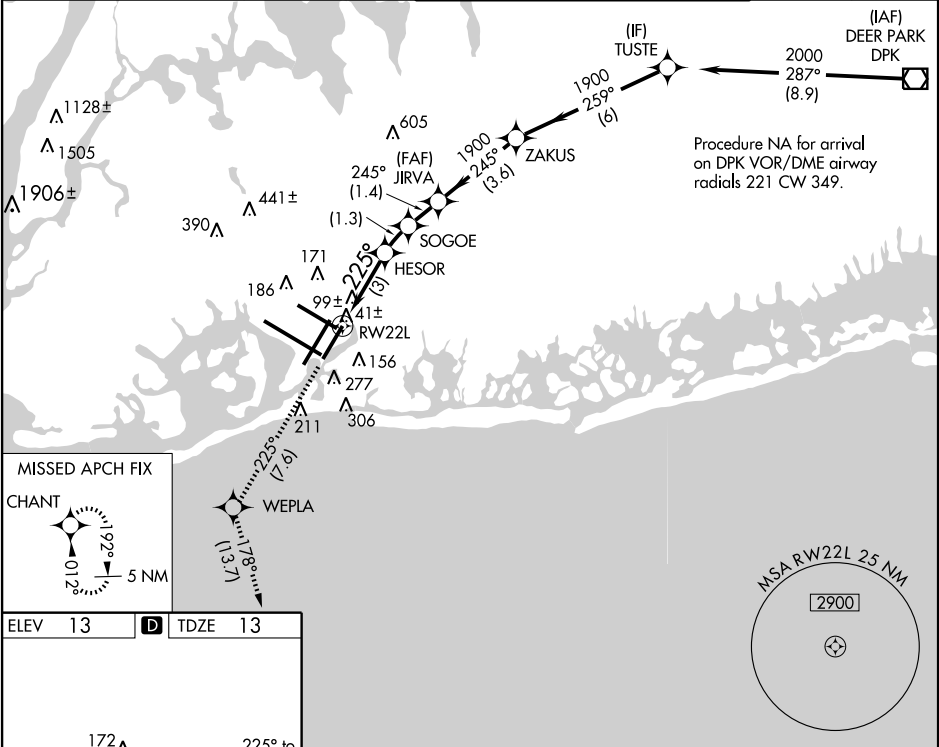 (IAF)
DEER PARK
DPK
(IF)
TUSTE
2000
287°
(8.9)
1900
259°
(6)
1128±
1505
605
ZAKUS
1900
245°
(3.6)
Procedure NA for arrival
on DPK VOR/DME airway
radials 221 CW 349.
(FAF)
JIRVA
245°
(1.4)
1906±
441±
390
(1.3)
SOGOE
HESOR
171
186
225°
(3)
99±
41±
RW22L
156
277
211
306
225°
(7.6)
MISSED APCH FIX
CHANT
192°
012°
5 NM
WEPLA
178°
(13.7)
MSA RW22L 25 NM
2900
ELEV 13 D TDZE 13
172
225° to